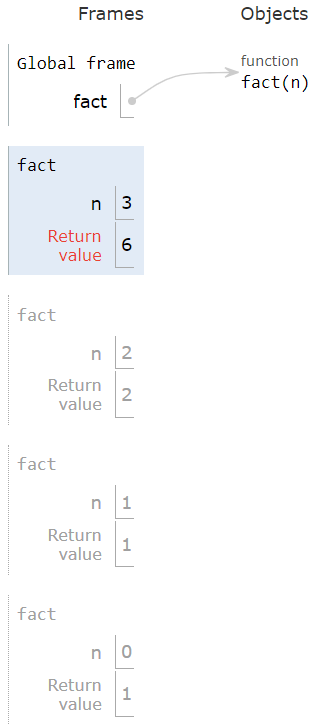 Frames Objects
Global frame
function
fact(n)
fact
fact
n 3
Return
value 6
fact
n 2
Return
value 2
fact
n 1
Return
value 1
fact
n 0
Return
value 1